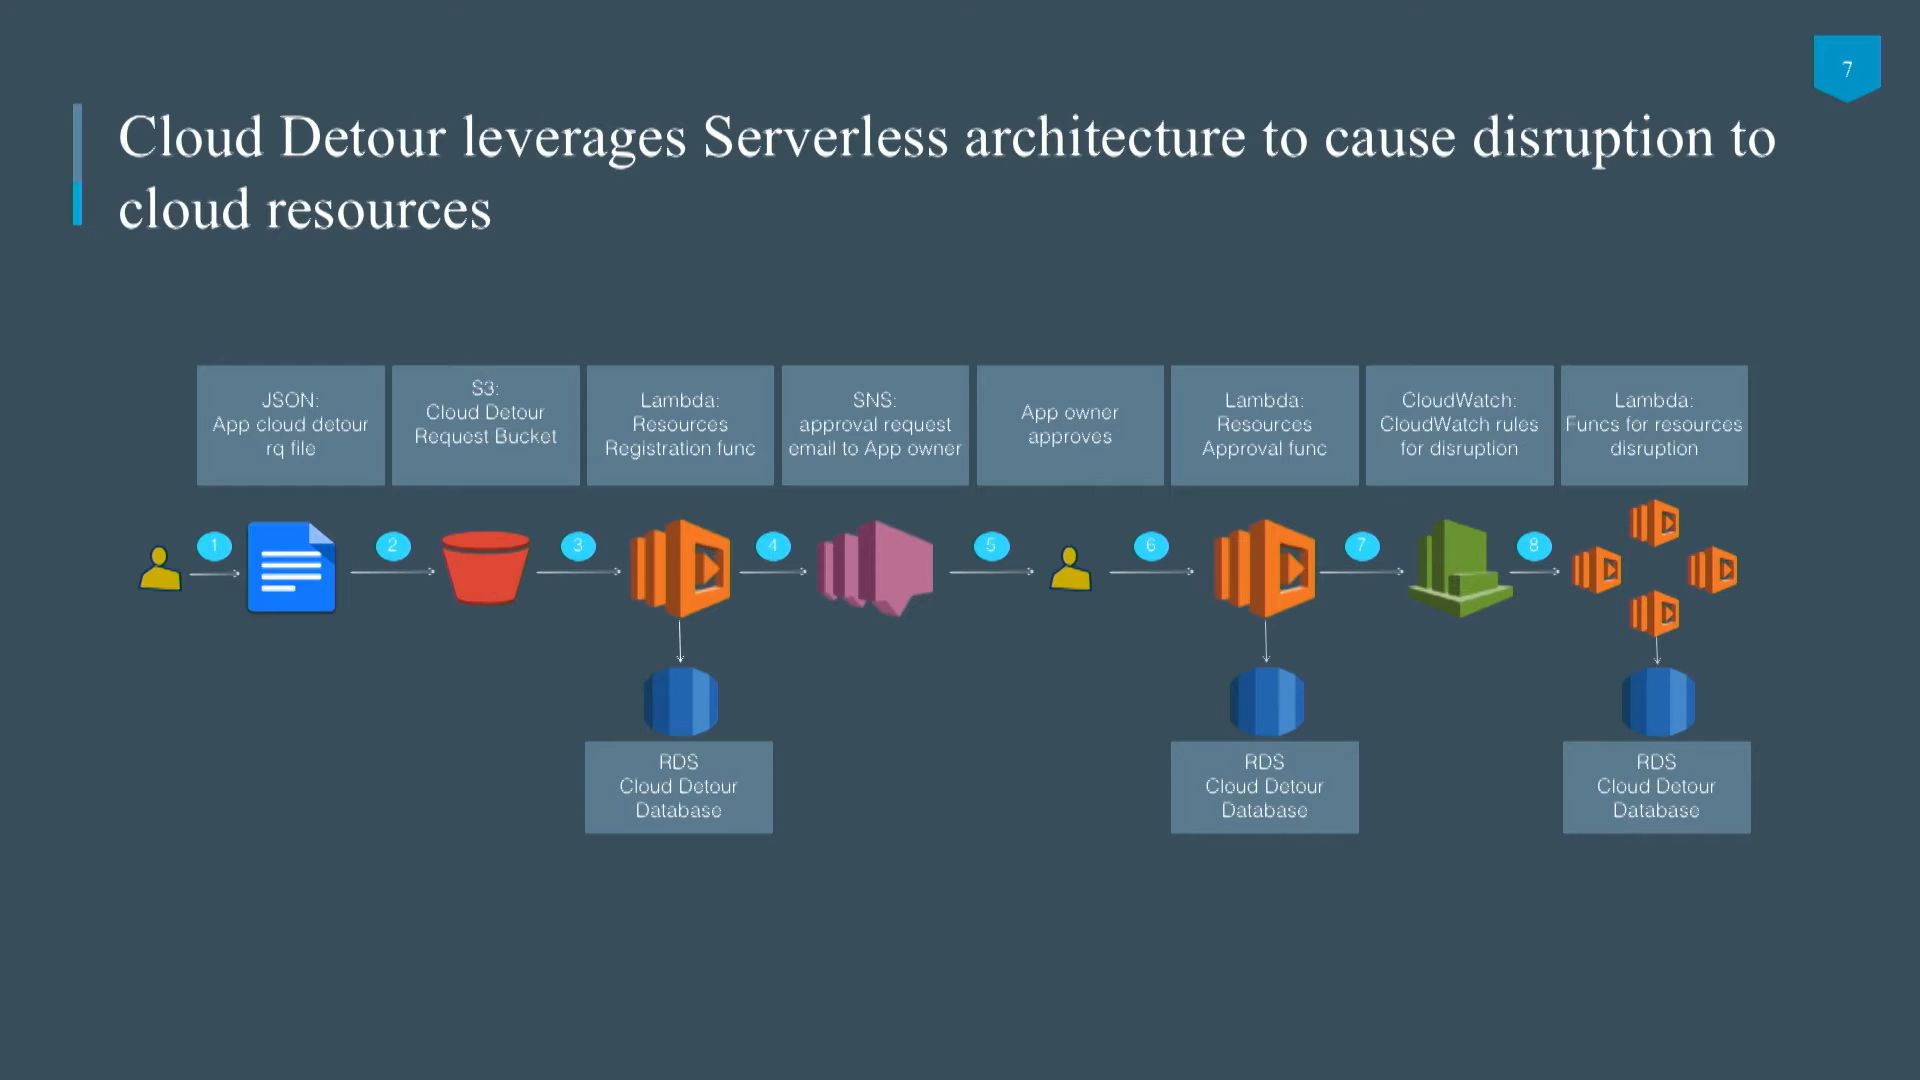 7
Cloud Detour leverages Serverless architecture to cause disruption to
cloud resources
JSON:
App cloud detour
rq file
S3:
Cloud Detour
Request Bucket
Lambda:
Resources
Registration func
SNS:
approval request
email to App owner
App owner
approves
Lambda:
Resources
Approval func
CloudWatch:
CloudWatch rules
for disruption
Lambda:
Funcs for resources
disruption
1
2
3
4
5
6
7
8
RDS
Cloud Detour
Database
RDS
Cloud Detour
Database
RDS
Cloud Detour
Database